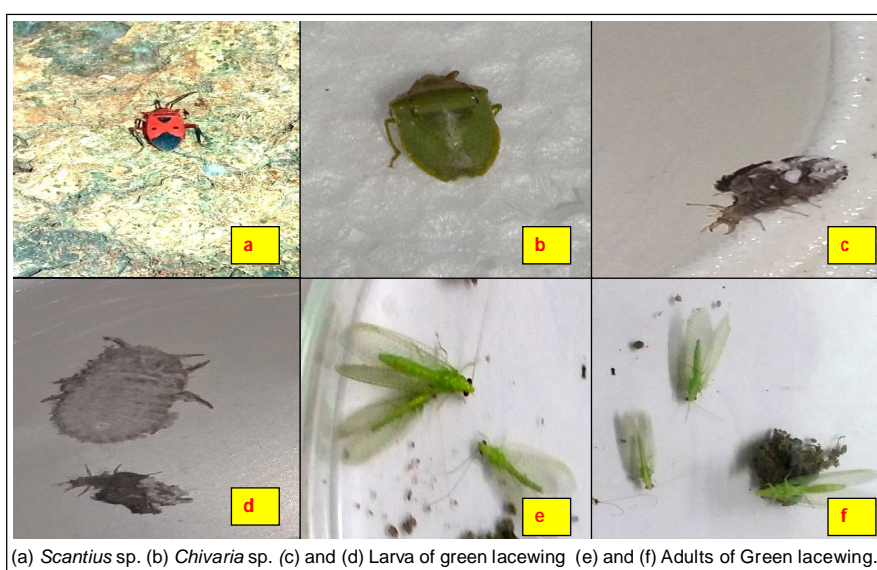 a
b
c
d
e
f
(a) Scantius sp. (b) Chivaria sp. (c) and (d) Larva of green lacewing (e) and (f) Adults of Green lacewing.